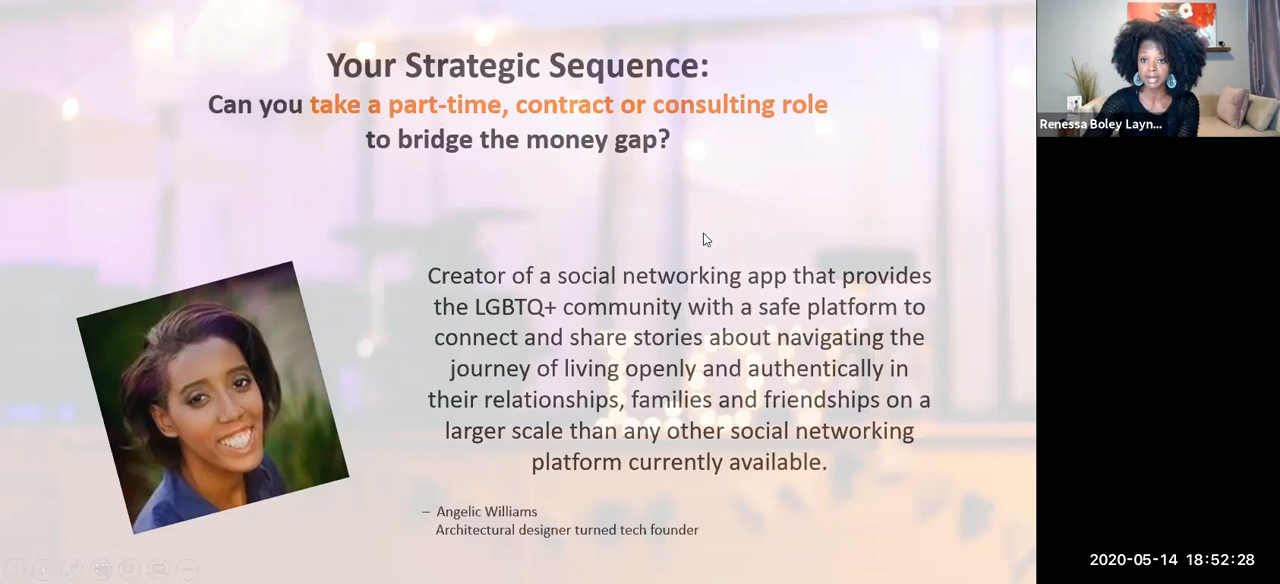 Your Strategic Sequence:
Can you take a part-time, contract or consulting role
to bridge the money gap?
Creator of a social networking app that provides
the LGBTQ+ community with a safe platform to
connect and share stories about navigating the
journey of living openly and authentically in
their relationships, families and friendships on a
larger scale than any other social networking
platform currently available.
– Angelic Williams
Architectural designer turned tech founder
Renessa Boley Layn...
2020-05-14 18:52:28